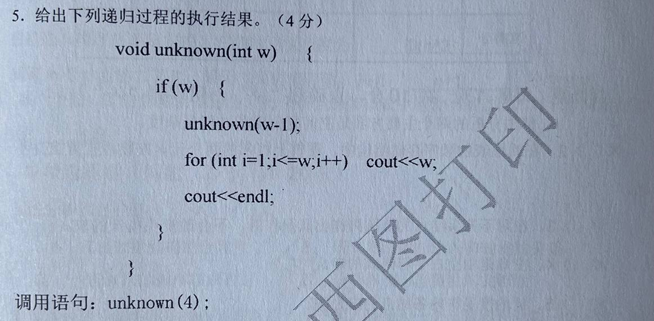 5. 给出下列递归过程的执行结果。（4 分）
void unknown(int w) {
if (w) {
unknown(w-1);
for (int i=1;i<=w;i++) cout<<w;
cout<<endl;
}
}
调用语句：unknown(4);
西图打印